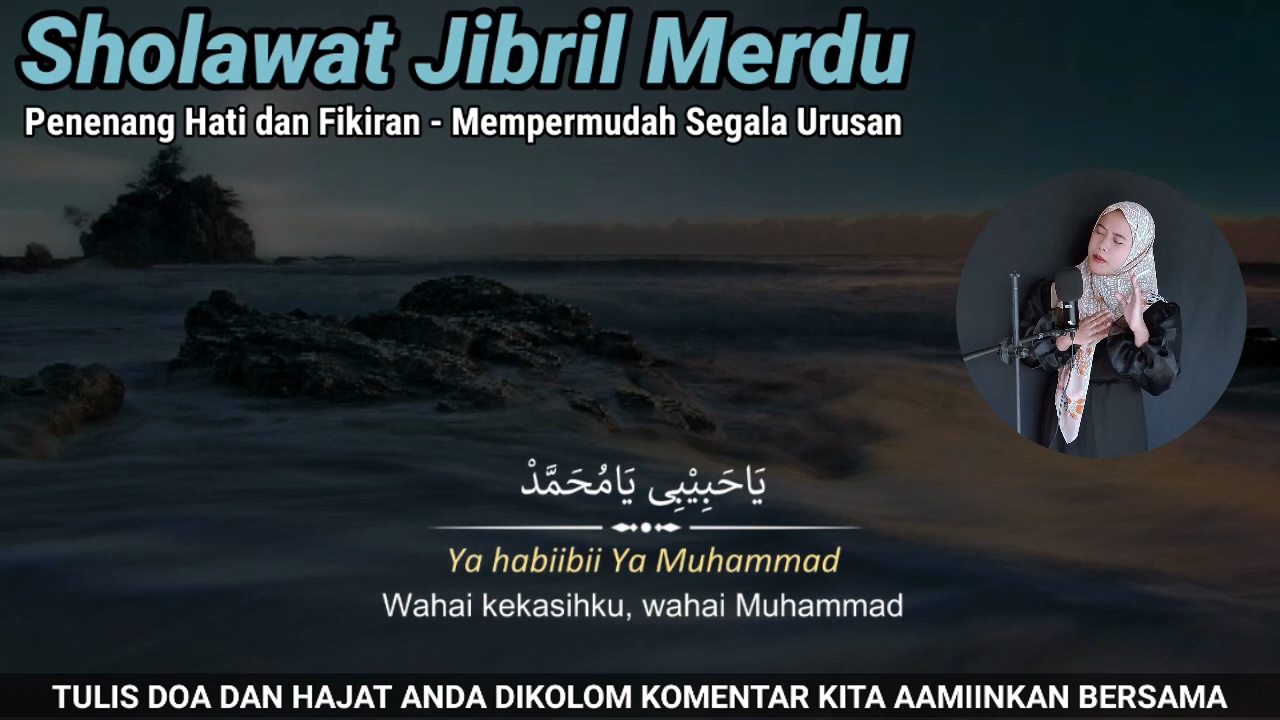 Sholawat Jibril Merdu
Penenang Hati dan Fikiran - Mempermudah Segala Urusan
يَاحَبِيْبِى يَامُحَمَّدْ
Ya habiibii Ya Muhammad
Wahai kekasihku, wahai Muhammad
TULIS DOA DAN HAJAT ANDA DIKOLOM KOMENTAR KITA AAMIINKAN BERSAMA